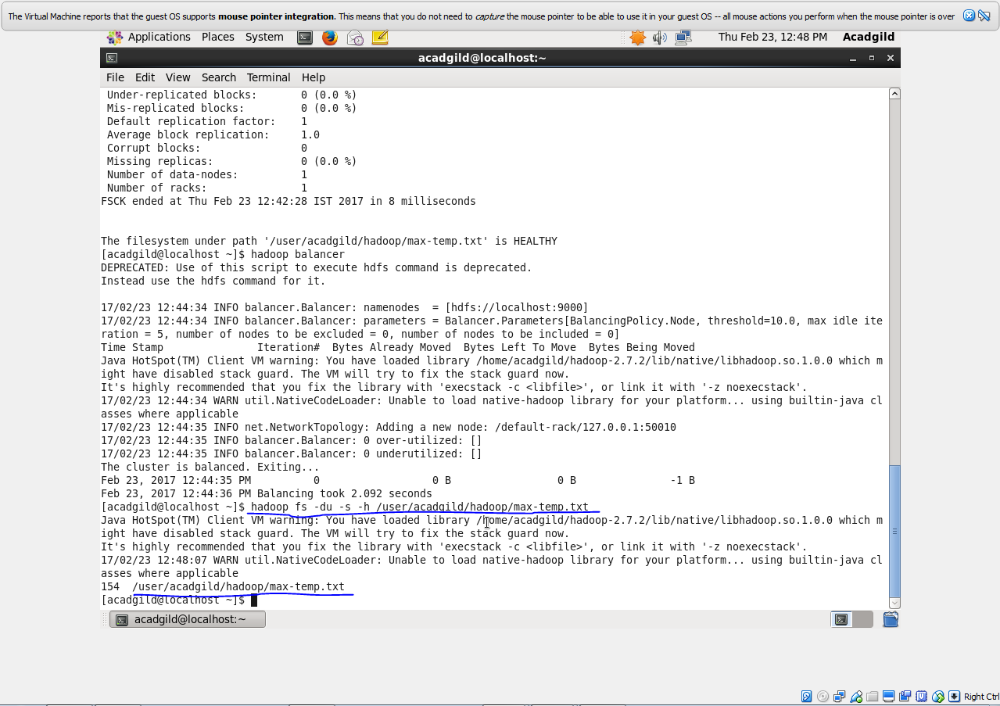 The Virtual Machine reports that the guest OS supports mouse pointer integration. This means that you do not need to capture the mouse pointer to be able to use it in your guest OS -- all mouse actions you perform when the mouse pointer is over
Applications Places System Thu Feb 23, 12:48 PM Acadgild
acadgild@localhost:~
File Edit View Search Terminal Help
Under-replicated blocks: 0 (0.0 %)
Mis-replicated blocks: 0 (0.0 %)
Default replication factor: 1
Average block replication: 1.0
Corrupt blocks: 0
Missing replicas: 0 (0.0 %)
Number of data-nodes: 1
Number of racks: 1
FSCK ended at Thu Feb 23 12:42:28 IST 2017 in 8 milliseconds
The filesystem under path '/user/acadgild/hadoop/max-temp.txt' is HEALTHY
[acadgild@localhost ~]$ hadoop balancer
DEPRECATED: Use of this script to execute hdfs command is deprecated.
Instead use the hdfs command for it.
17/02/23 12:44:34 INFO balancer.Balancer: namenodes  = [hdfs://localhost:9000]
17/02/23 12:44:34 INFO balancer.Balancer: parameters = Balancer.Parameters[BalancingPolicy.Node, threshold=10.0, max idle ite
ration = 5, number of nodes to be excluded = 0, number of nodes to be included = 0]
Time Stamp Iteration# Bytes Already Moved Bytes Left To Move Bytes Being Moved
Java HotSpot(TM) Client VM warning: You have loaded library /home/acadgild/hadoop-2.7.2/lib/native/libhadoop.so.1.0.0 which m
ight have disabled stack guard. The VM will try to fix the stack guard now.
It's highly recommended that you fix the library with 'execstack -c <libfile>', or link it with '-z noexecstack'.
17/02/23 12:44:34 WARN util.NativeCodeLoader: Unable to load native-hadoop library for your platform... using builtin-java cl
asses where applicable
17/02/23 12:44:35 INFO net.NetworkTopology: Adding a new node: /default-rack/127.0.0.1:50010
17/02/23 12:44:35 INFO balancer.Balancer: 0 over-utilized: []
17/02/23 12:44:35 INFO balancer.Balancer: 0 underutilized: []
The cluster is balanced. Exiting...
Feb 23, 2017 12:44:35 PM 0 0 B 0 B -1 B
Feb 23, 2017 12:44:36 PM Balancing took 2.092 seconds
[acadgild@localhost ~]$ hadoop fs -du -s -h /user/acadgild/hadoop/max-temp.txt
Java HotSpot(TM) Client VM warning: You have loaded library /home/acadgild/hadoop-2.7.2/lib/native/libhadoop.so.1.0.0 which m
ight have disabled stack guard. The VM will try to fix the stack guard now.
It's highly recommended that you fix the library with 'execstack -c <libfile>', or link it with '-z noexecstack'.
17/02/23 12:48:07 WARN util.NativeCodeLoader: Unable to load native-hadoop library for your platform... using builtin-java cl
asses where applicable
154  /user/acadgild/hadoop/max-temp.txt
[acadgild@localhost ~]$
acadgild@localhost:~
Right Ctrl